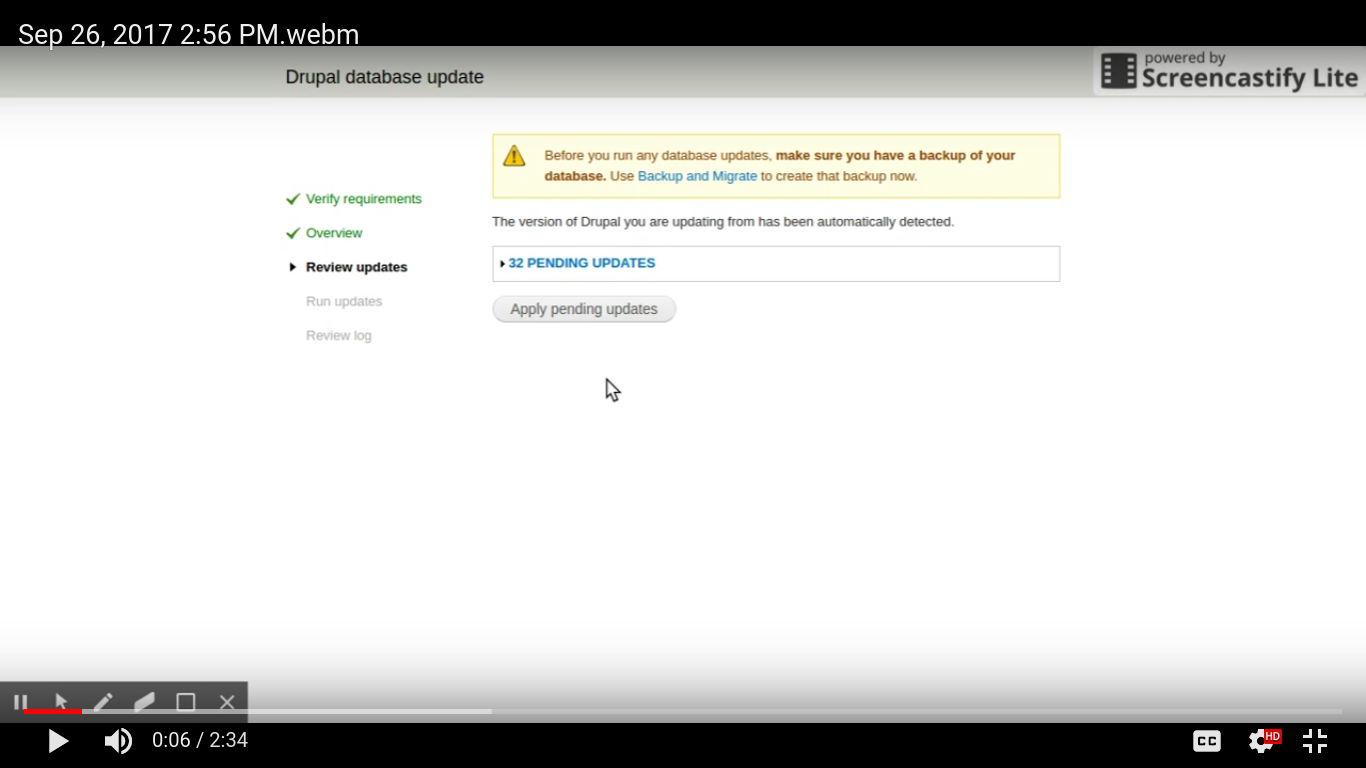 Sep 26, 2017 2:56 PM.webm
Drupal database update
powered by
Screencastify Lite
Before you run any database updates, make sure you have a backup of your
database. Use Backup and Migrate to create that backup now.
Verify requirements
The version of Drupal you are updating from has been automatically detected.
Overview
32 PENDING UPDATES
Review updates
Run updates
Apply pending updates
Review log
0:06 / 2:34
CC
HD